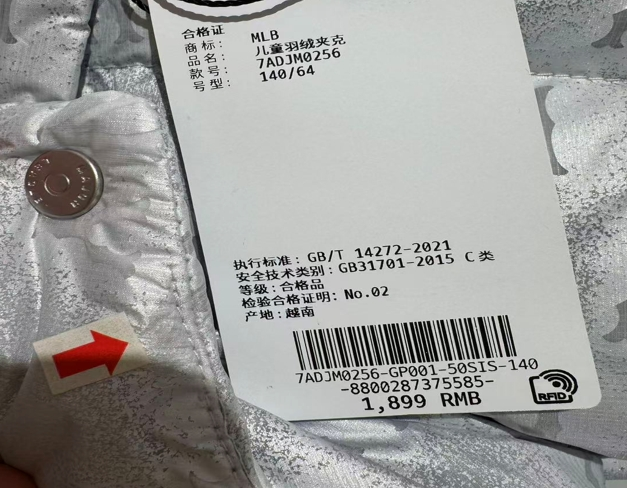 合格证
商标: MLB
品名: 儿童羽绒夹克
款号: 7ADJM0256
号型: 140/64
执行标准: GB/T 14272-2021
安全技术类别: GB31701-2015 C 类
等级: 合格品
检验合格证明: No.02
产地: 越南
7ADJM0256-GP001-50SIS-140
-8800287375585-
1,899 RMB
RFID